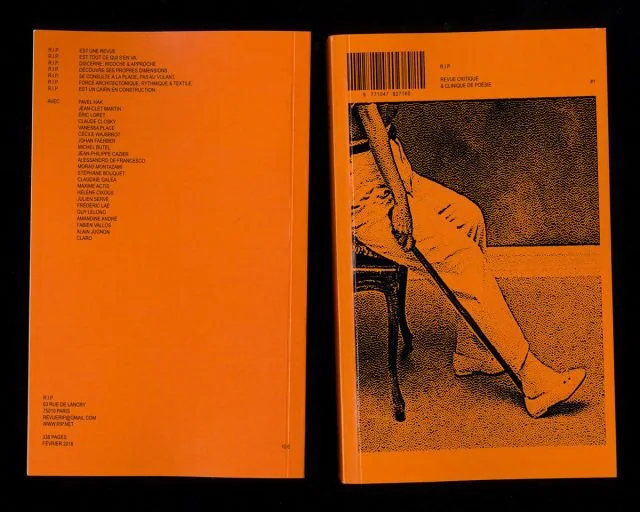 R.I.P. EST UNE REVUE
R.I.P. EST TOUT CE QUI S'EN VA.
R.I.P. DISCERNE, RICOCHE & APPROCHE
R.I.P. DÉCOUVRE SES PROPRES DIMENSIONS
R.I.P. SE CONSULTE À LA PLAGE, PAS AU VOLANT.
R.I.P. FORCE ARCHITECTONIQUE, RYTHMIQUE & TEXTILE
R.I.P. EST UN CAIRN EN CONSTRUCTION
AVEC PAVEL HAK
JEAN-CLET MARTIN
ÉRIC LORET
CLAUDE CLOSKY
VANESSA PLACE
CÉCILE WAJSBROT
JOHAN FAERBER
MICHEL BUTEL
JEAN-PHILIPPE CAZIER
ALESSANDRO DE FRANCESCO
MORAD MONTAZAMI
STÉPHANE BOUQUET
CLAUDINE GALEA
MAXIME ACTIS
HÉLÈNE CIXOUS
JULIEN SERVE
FRÉDÉRIC LAÉ
GUY LELONG
AMANDINE ANDRÉ
FABIEN VALLOS
ALAIN JUGNON
CLARO
R.I.P.
63 RUE DE LANCRY
75010 PARIS
REVUERIP@GMAIL.COM
WWW.RIP.NET
338 PAGES
FÉVRIER 2018
R.I.P.
REVUE CRITIQUE
& CLINIQUE DE POÉSIE
#1